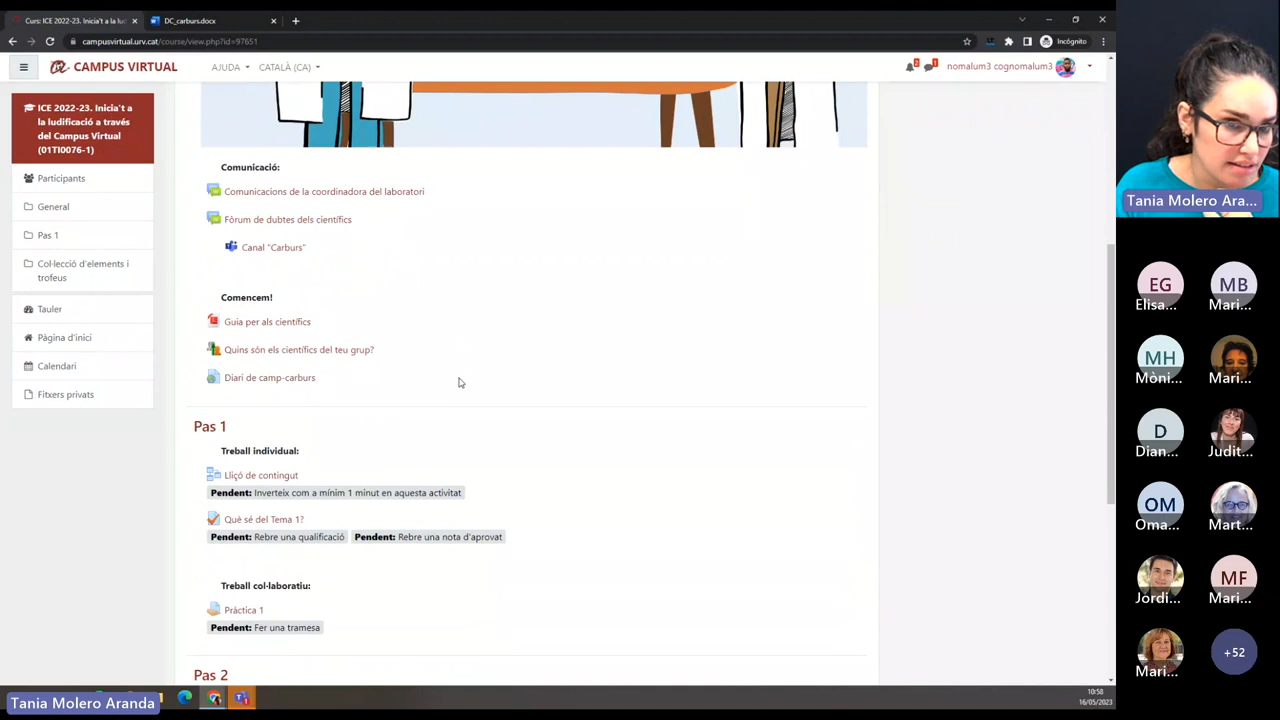 Curs: ICE 2022-23. Inicia't a la luc
DC_carburs.docx
campusvirtual.urv.cat/course/view.php?id=97651
Incógnito
CAMPUS VIRTUAL
AJUDA
CATALÀ (CA)
2
1
nomalum3 cognomalum3
ICE 2022-23. Inicia't a
la ludificació a través
del Campus Virtual
(01TI0076-1)
Participants
General
Pas 1
Col·lecció d'elements i
trofeus
Tauler
Pàgina d'inici
Calendari
Fitxers privats
Comunicació:
Comunicacions de la coordinadora del laboratori
Fòrum de dubtes dels científics
Canal "Carburs"
Comencem!
Guia per als científics
Quins són els científics del teu grup?
Diari de camp-carburs
Pas 1
Treball individual:
Lliçó de contingut
Pendent: Inverteix com a mínim 1 minut en aquesta activitat
Què sé del Tema 1?
Pendent: Rebre una qualificació Pendent: Rebre una nota d'aprovat
Treball col·laboratiu:
Pràctica 1
Pendent: Fer una tramesa
Pas 2
10:58
16/05/2023
Tania Molero Aranda
Tania Molero Ara...
EG
Elisa...
MB
Mari...
MH
Mòni...
Mari...
D
Dian...
Judit...
OM
Oma...
Mart...
Jordi...
MF
Mari...
Mari...
+52